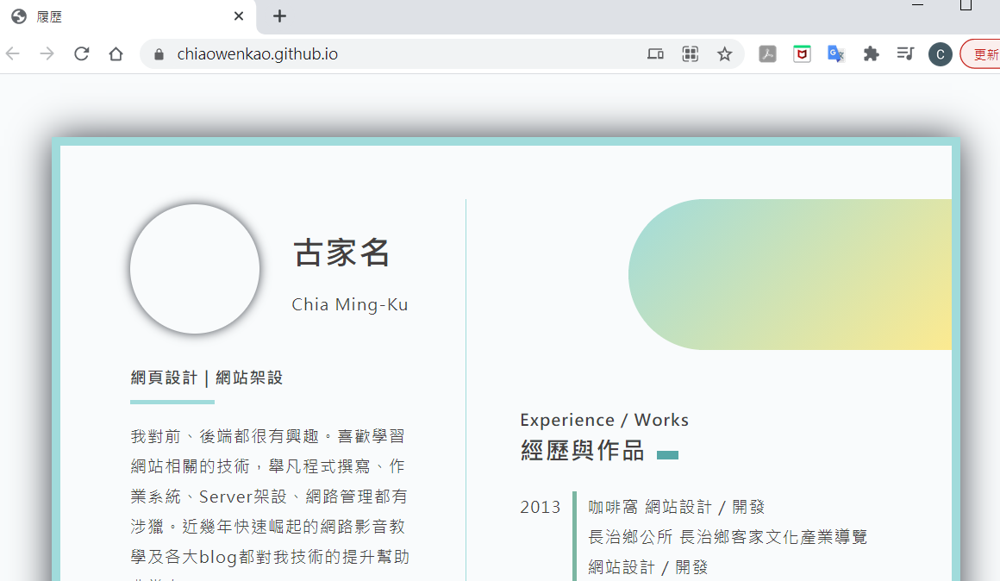 履歷
chiaowenkao.github.io
C
更新
古家名
Chia Ming-Ku
網頁設計 | 網站架設
我對前、後端都很有興趣。喜歡學習
網站相關的技術，舉凡程式撰寫、作
業系統、Server架設、網路管理都有
涉獵。近幾年快速崛起的網路影音教
學及各大blog都對我技術的提升幫助
Experience / Works
經歷與作品
2013
咖啡窩 網站設計 / 開發
長治鄉公所 長治鄉客家文化產業導覽
網站設計 / 開發